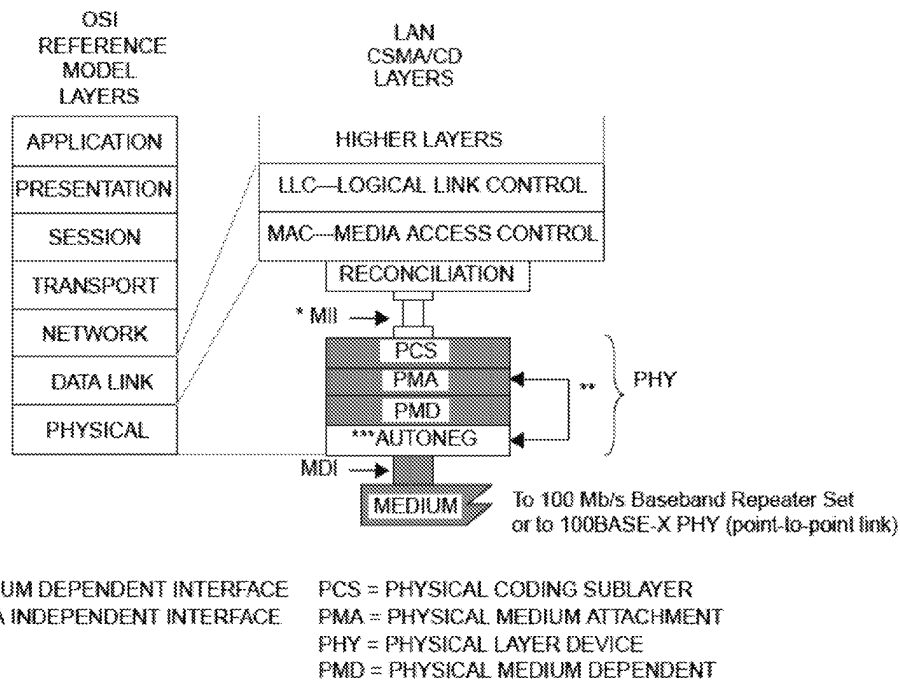 OSI
REFERENCE
MODEL
LAYERS
LAN
CSMA/CD
LAYERS
APPLICATION
PRESENTATION
SESSION
TRANSPORT
NETWORK
DATA LINK
PHYSICAL
HIGHER LAYERS
LLC—LOGICAL LINK CONTROL
MAC—MEDIA ACCESS CONTROL
RECONCILIATION
* MII
PCS
PMA
PMD
***AUTONEG
**
PHY
MDI
MEDIUM
To 100 Mb/s Baseband Repeater Set
or to 100BASE-X PHY (point-to-point link)
UM DEPENDENT INTERFACE
A INDEPENDENT INTERFACE
PCS = PHYSICAL CODING SUBLAYER
PMA = PHYSICAL MEDIUM ATTACHMENT
PHY = PHYSICAL LAYER DEVICE
PMD = PHYSICAL MEDIUM DEPENDENT